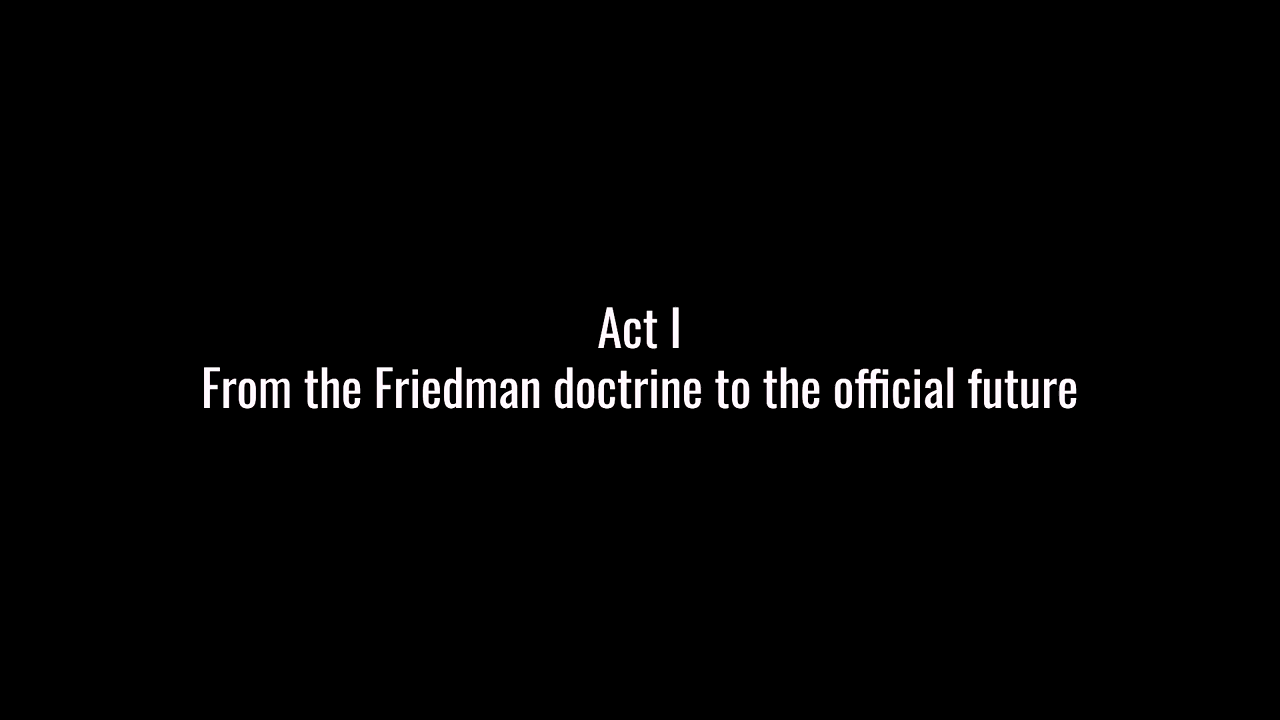 Act I
From the Friedman doctrine to the official future